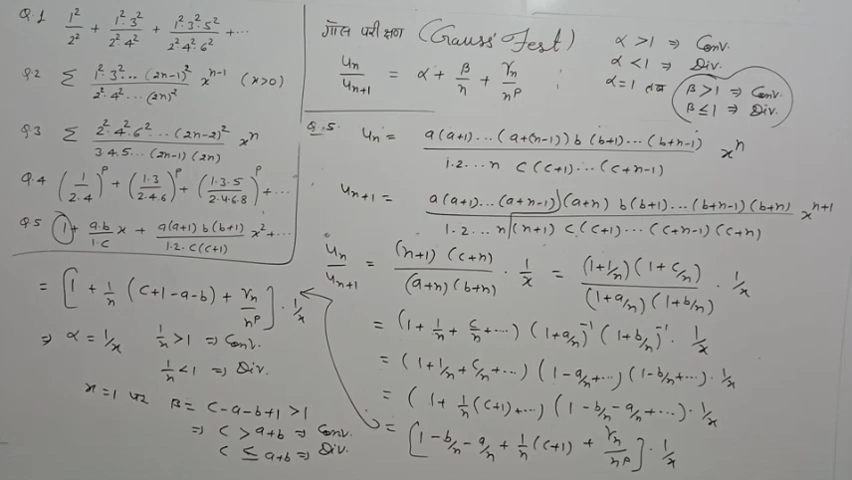 Q.1 1²/2² + 1²·3²/2²·4² + 1²·3²·5²/2²·4²·6² + ...
Q.2 Σ 1²·3²...(2n-1)²/2²·4²...(2n)² x^(n-1) (x>0)
Q.3 Σ 2²·4²·6²...(2n-2)²/3·4·5...(2n-1)(2n) x^n
Q.4 (1/2·4)^p + (1·3/2·4·6)^p + (1·3·5/2·4·6·8)^p + ...
Q.5 1 + a·b/1·c x + a(a+1) b(b+1)/1·2·c(c+1) x² + ...
गॉस परीक्षण (Gauss' Test)
u_n/u_(n+1) = α + β/n + γ_n/n^p ;
α > 1 ⇒ Conv.
α < 1 ⇒ Div.
α = 1 तब β > 1 ⇒ Conv.
β ≤ 1 ⇒ Div.
Q.5. u_n = a(a+1)...(a+(n-1)) b(b+1)...(b+n-1)/1·2...n c(c+1)...(c+n-1) x^n
u_(n+1) = a(a+1)...(a+n-1)(a+n) b(b+1)...(b+n-1)(b+n)/1·2...n(n+1) c(c+1)...(c+n-1)(c+n) x^(n+1)
u_n/u_(n+1) = (n+1)(c+n)/(a+n)(b+n) · 1/x = (1+1/n)(1+c/n)/(1+a/n)(1+b/n) · 1/x
= (1 + 1/n + c/n + ...)(1+a/n)^-1 (1+b/n)^-1 · 1/x
= (1+1/n+c/n+...)(1-a/n+...)(1-b/n+...) · 1/x
= (1 + 1/n(c+1)+...)(1-b/n-a/n+...) · 1/x
= [1-b/n-a/n + 1/n(c+1) + γ_n/n^p] · 1/x
= [1 + 1/n (c+1-a-b) + γ_n/n^p] · 1/x
⇒ α = 1/x 1/n > 1 ⇒ Conv.
1/n < 1 ⇒ Div.
x=1 पर β = c-a-b+1 > 1
⇒ c > a+b ⇒ Conv.
c ≤ a+b ⇒ Div.